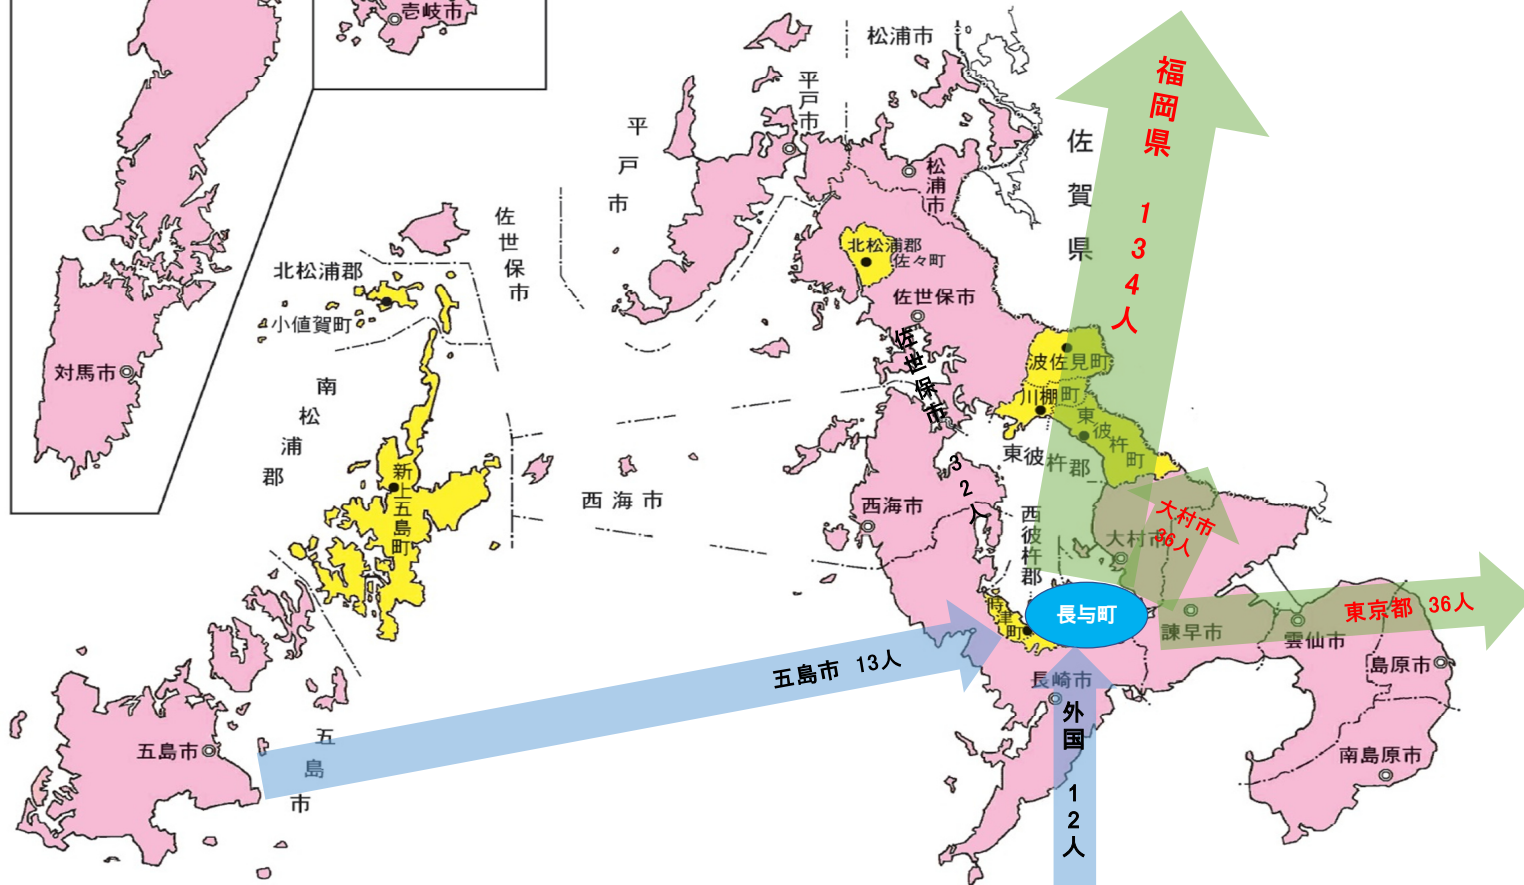 壱岐市
対馬市
松浦市
平戸市
平戸市
松浦市
佐賀県
福岡県 134人
佐世保市
北松浦郡
小値賀町
北松浦郡
佐々町
佐世保市
佐世保市 32人
波佐見町
川棚町
東彼杵町
東彼杵郡
南松浦郡
新上五島町
西海市
西海市
西彼杵郡
大村市
大村市
36人
時津町
長与町
諫早市
東京都 36人
雲仙市
島原市
五島市 13人
長崎市
外国 12人
五島市
五島市
南島原市